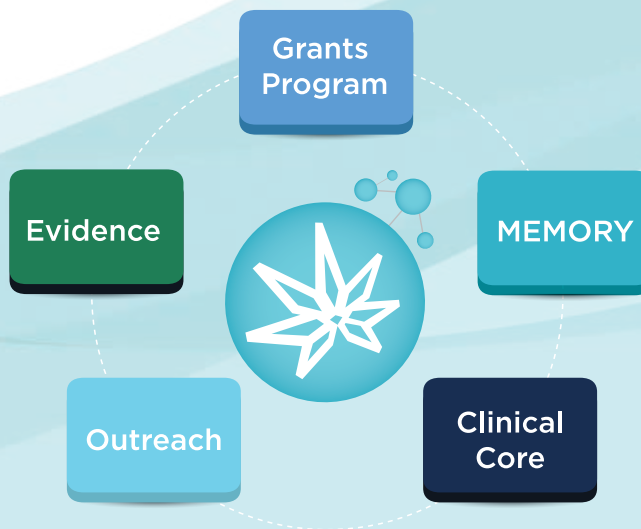 Grants
Program
Evidence
MEMORY
Outreach
Clinical
Core